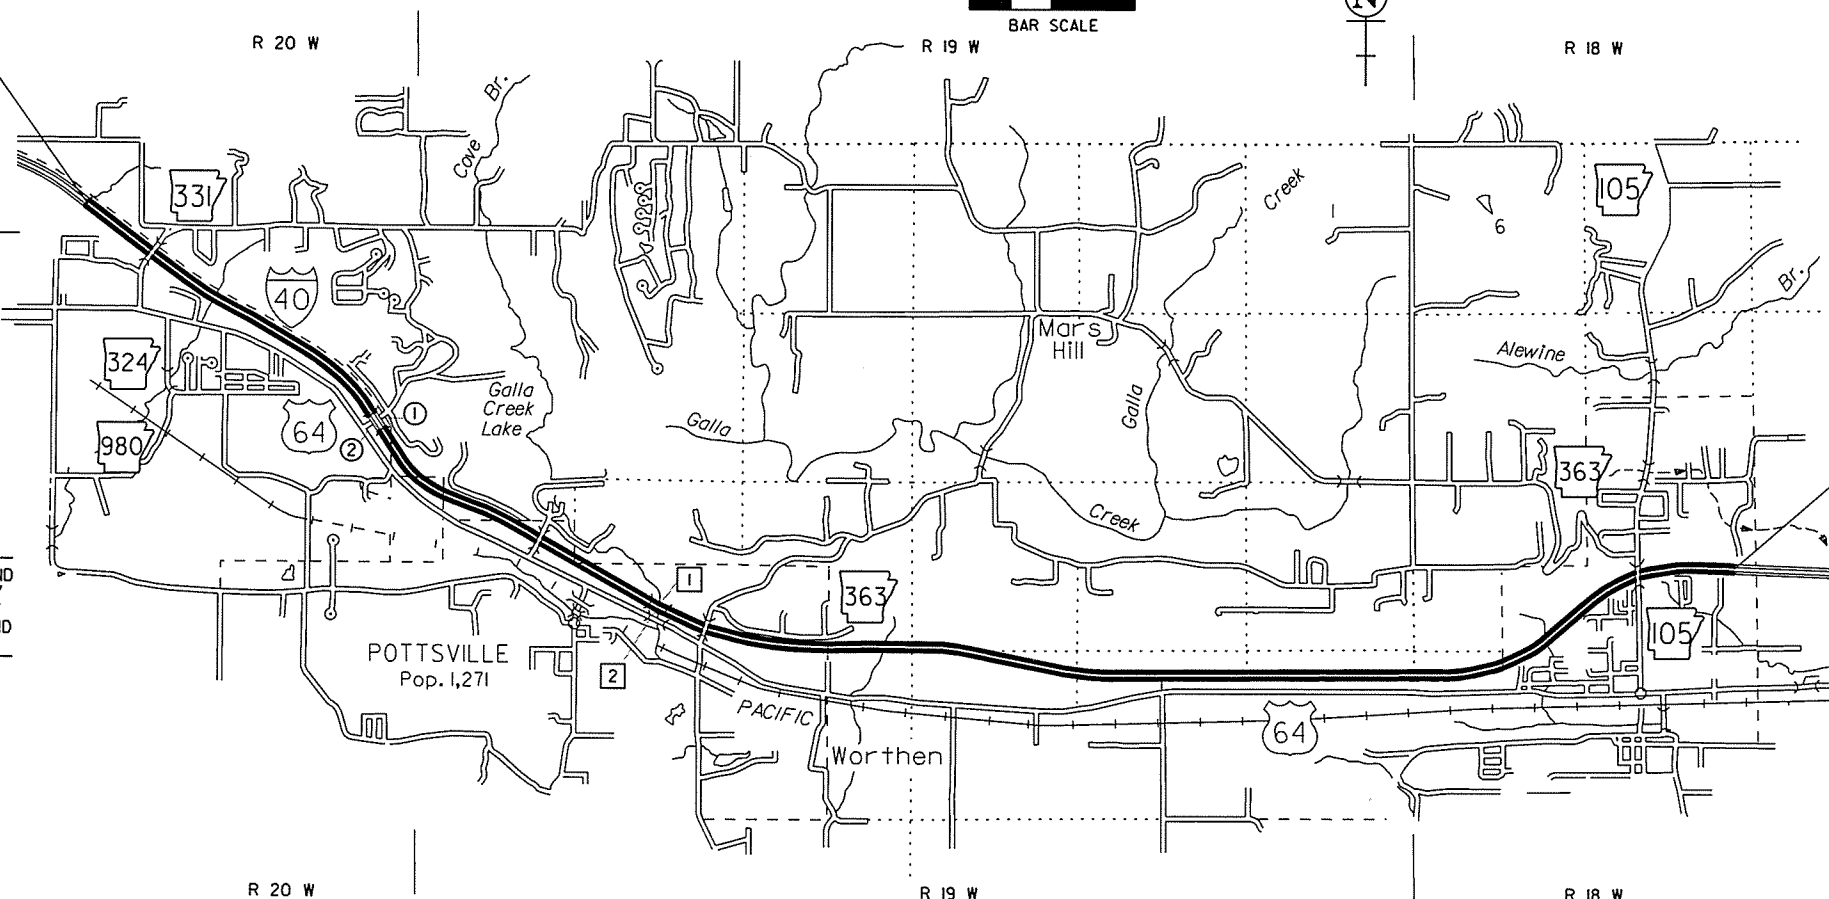 BAR SCALE
N
R 20 W
R 19 W
R 18 W
Cove Br.
331
105
Creek
6
40
Br.
Mars
Hill
324
Alewine
Galla
Creek
Lake
1
Galla
Galla
64
2
980
363
Creek
ND
1
363
ND
105
POTTSVILLE
Pop. 1,271
2
PACIFIC
64
Worthen
R 20 W
R 19 W
R 18 W